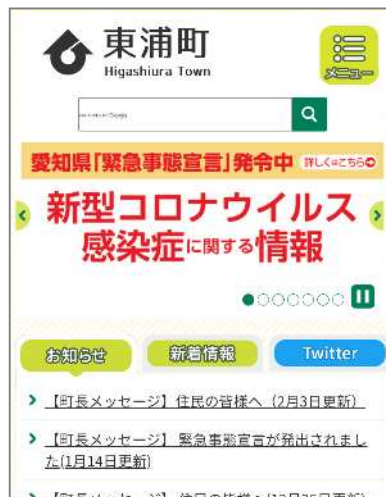 東浦町
Higashiura Town
メニュー
愛知県「緊急事態宣言」発令中 詳しくはこちら
新型コロナウイルス
感染症に関する情報
お知らせ 新着情報 Twitter
【町長メッセージ】住民の皆様へ（2月3日更新）
【町長メッセージ】緊急事態宣言が発出されまし
た(1月14日更新)